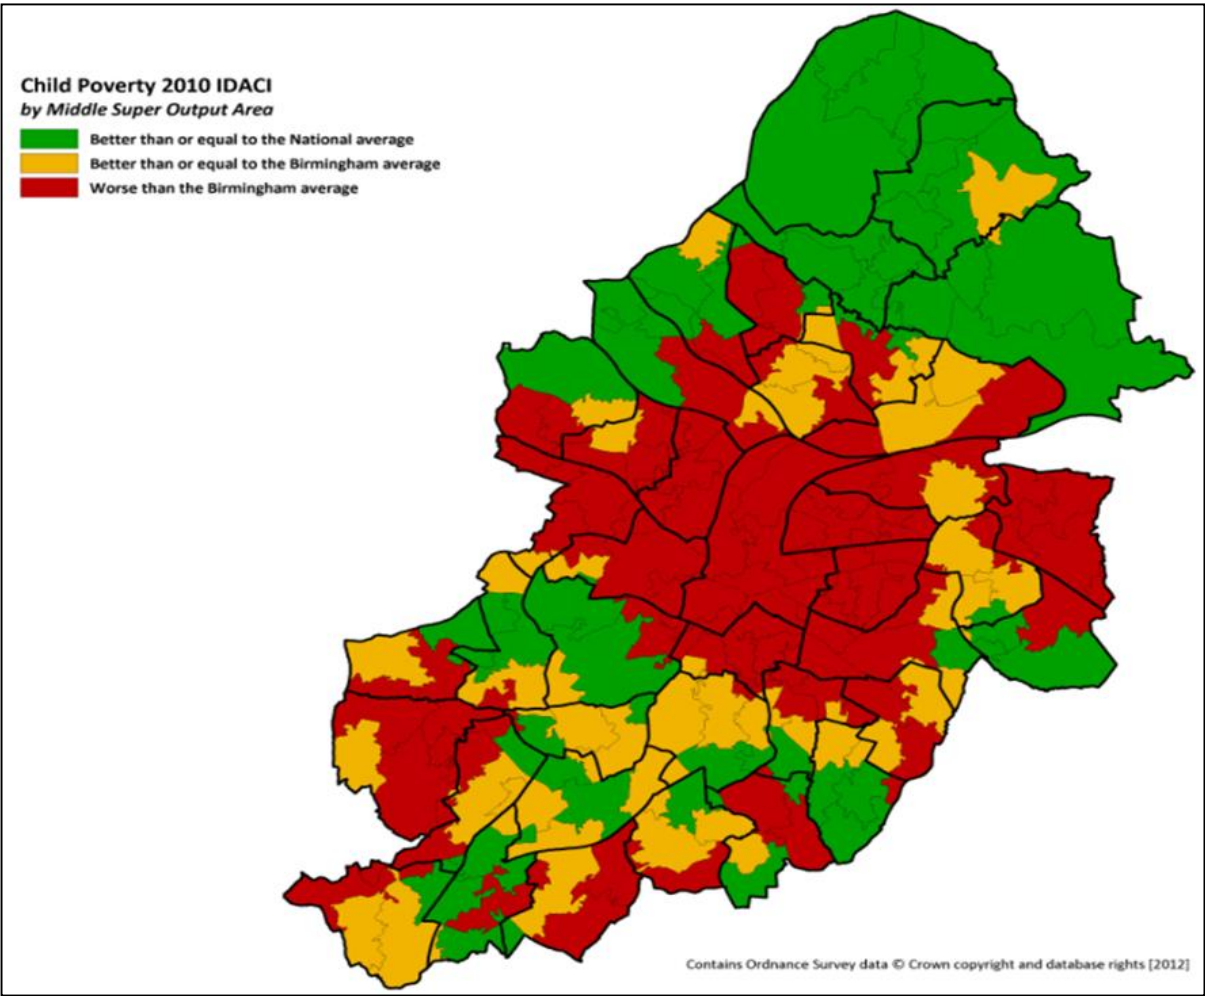 Child Poverty 2010 IDACI
by Middle Super Output Area
Better than or equal to the National average
Better than or equal to the Birmingham average
Worse than the Birmingham average
Contains Ordnance Survey data © Crown copyright and database rights [2012]